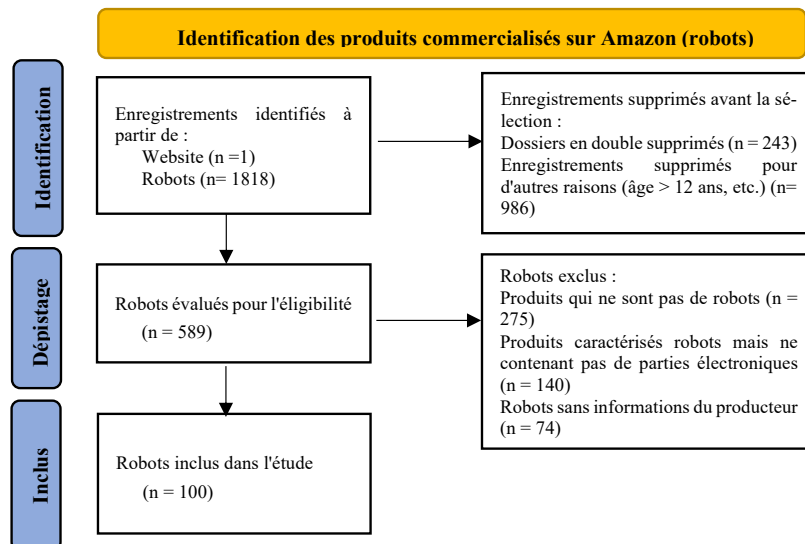 Identification des produits commercialisés sur Amazon (robots)
Identification
Enregistrements identifiés à
partir de :
Website (n =1)
Robots (n= 1818)
Enregistrements supprimés avant la sé-
lection :
Dossiers en double supprimés (n = 243)
Enregistrements supprimés pour
d'autres raisons (âge > 12 ans, etc.) (n=
986)
Dépistage
Robots évalués pour l'éligibilité
(n = 589)
Robots exclus :
Produits qui ne sont pas de robots (n =
275)
Produits caractérisés robots mais ne
contenant pas de parties électroniques
(n = 140)
Robots sans informations du producteur
(n = 74)
Inclus
Robots inclus dans l'étude
(n = 100)